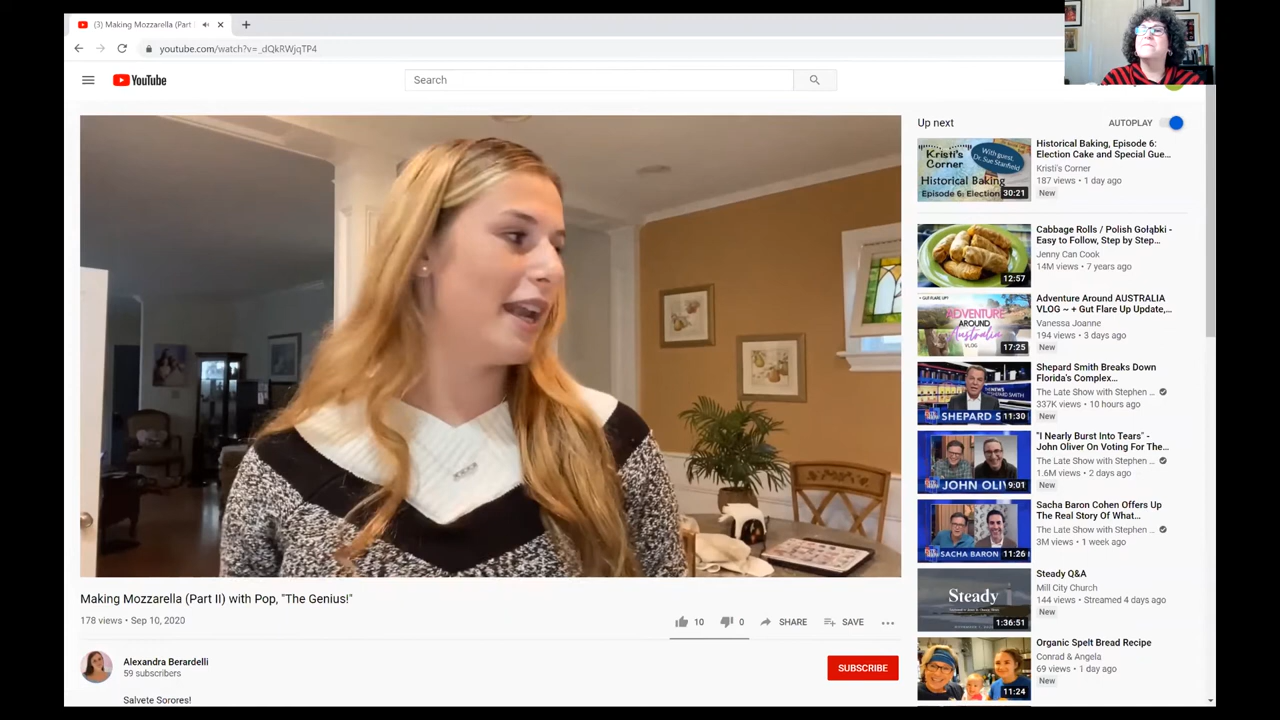 (3) Making Mozzarella (Part
youtube.com/watch?v=_dQkRWjqTP4
YouTube
Search
Up next
AUTOPLAY
Kristi's Corner
With guest, Dr. Sue Stanfield
Historical Baking
Episode 6: Election
30:21
Historical Baking, Episode 6:
Election Cake and Special Gue...
Kristi's Corner
187 views • 1 day ago
New
12:57
Cabbage Rolls / Polish Gołąbki -
Easy to Follow, Step by Step...
Jenny Can Cook
14M views • 7 years ago
+ GUT FLARE UP!
ADVENTURE
AROUND
Australia
VLOG
17:25
Adventure Around AUSTRALIA
VLOG ~ + Gut Flare Up Update,...
Vanessa Joanne
194 views • 3 days ago
New
SHEPARD S
11:30
Shepard Smith Breaks Down
Florida's Complex...
The Late Show with Stephen ...
337K views • 10 hours ago
New
JOHN OLI
9:01
"I Nearly Burst Into Tears" -
John Oliver On Voting For The...
The Late Show with Stephen ...
1.6M views • 2 days ago
New
SACHA BARON
11:26
Sacha Baron Cohen Offers Up
The Real Story Of What...
The Late Show with Stephen ...
3M views • 1 week ago
Steady
1:36:51
Steady Q&A
Mill City Church
144 views • Streamed 4 days ago
New
11:24
Organic Spelt Bread Recipe
Conrad & Angela
69 views • 1 day ago
New
Making Mozzarella (Part II) with Pop, "The Genius!"
178 views • Sep 10, 2020
10
0
SHARE
SAVE
Alexandra Berardelli
59 subscribers
SUBSCRIBE
Salvete Sorores!